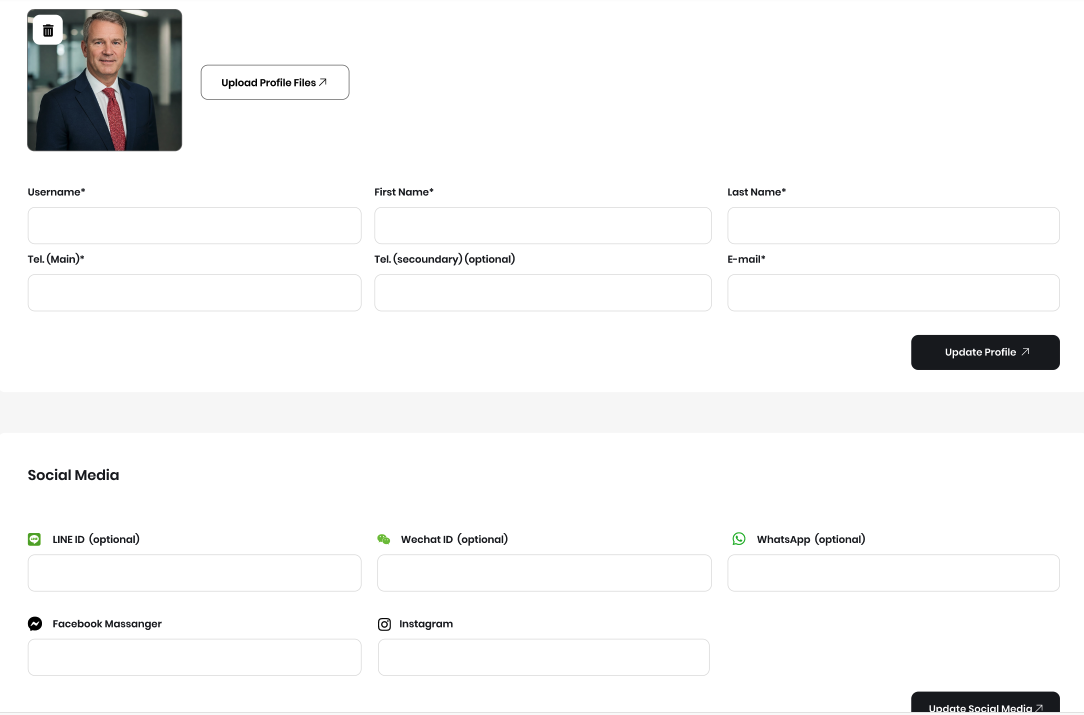 Upload Profile Files
Username* First Name* Last Name*
Tel. (Main)* Tel. (secoundary) (optional) E-mail*
Update Profile
Social Media
LINE ID (optional) Wechat ID (optional) WhatsApp (optional)
Facebook Massanger Instagram
Update Social Media